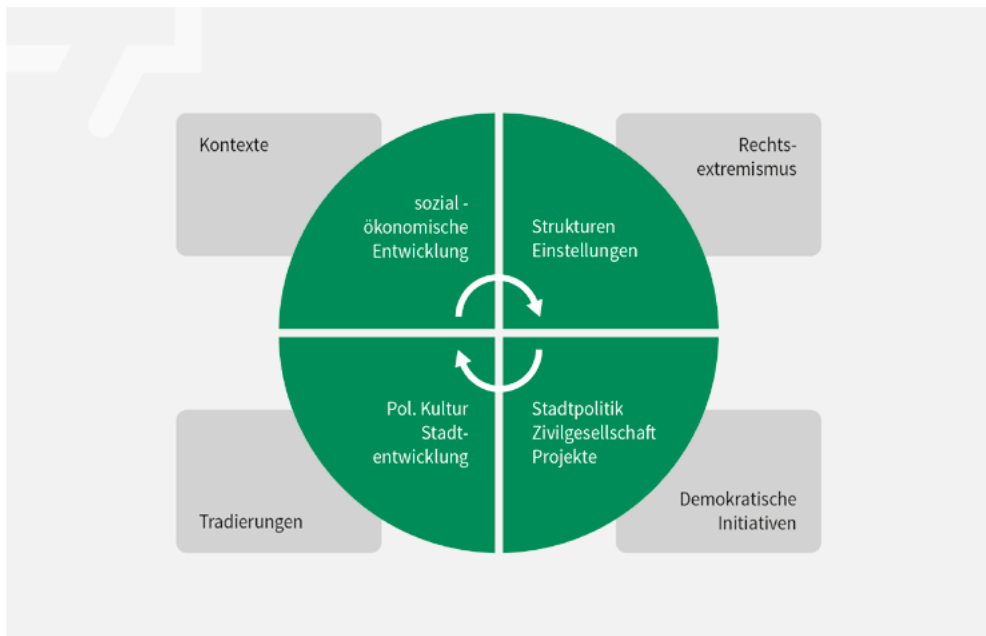 Kontexte
sozial -
ökonomische
Entwicklung
Rechts-
extremismus
Strukturen
Einstellungen
Pol. Kultur
Stadt-
entwicklung
Tradierungen
Stadtpolitik
Zivilgesellschaft
Projekte
Demokratische
Initiativen